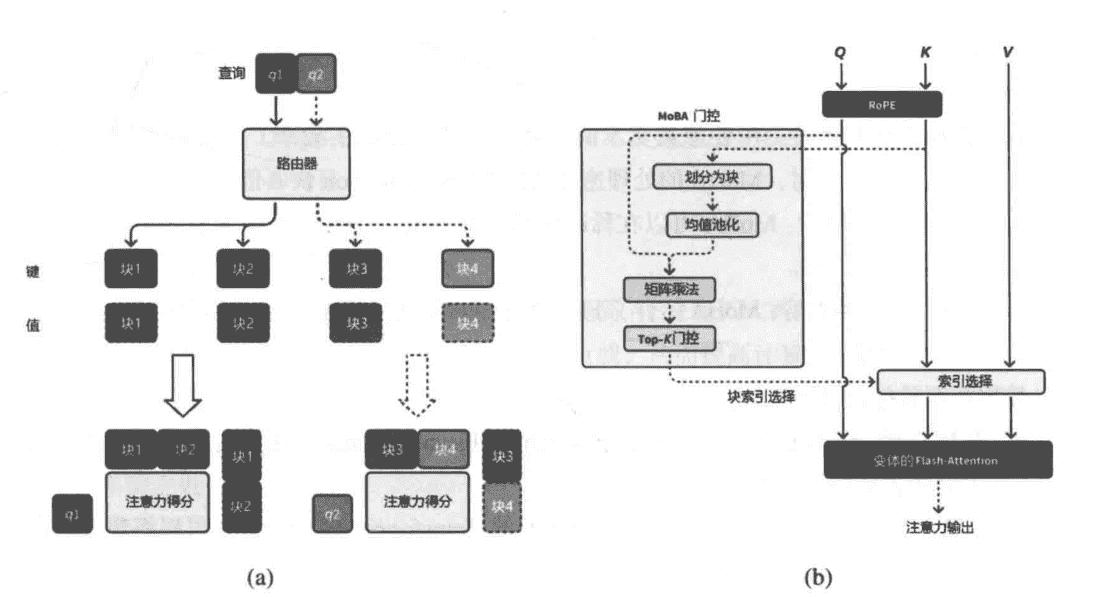 查询
q1
q2
路由器
键
块1
块2
块3
块4
值
块1
块2
块3
块4
块1
块2
块1
块2
注意力得分
q1
块3
块4
块3
块4
注意力得分
q2
(a)
Q
K
V
RoPE
MoBA 门控
划分为块
均值池化
矩阵乘法
Top-K门控
块索引选择
索引选择
变体的Flash-Attention
注意力输出
(b)